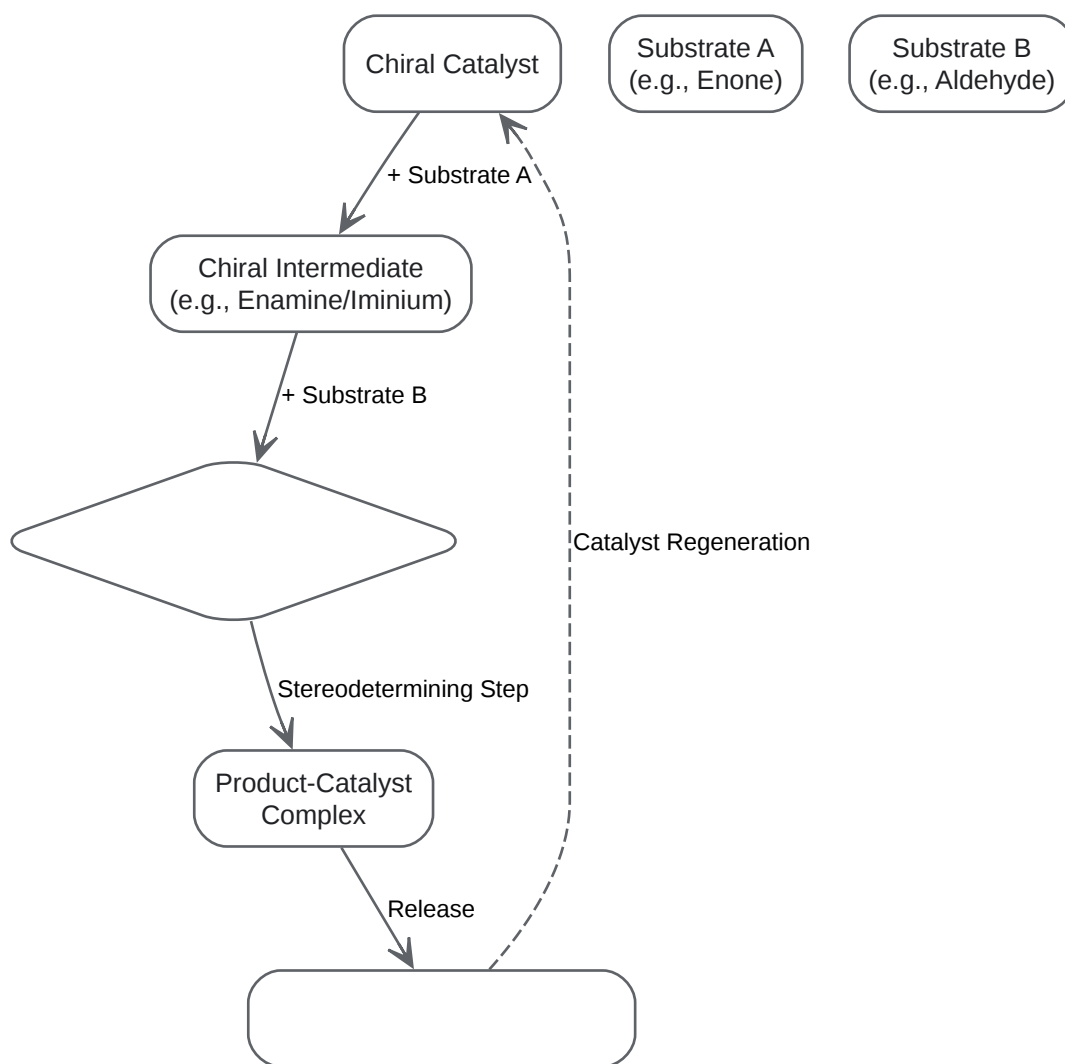 Chiral Catalyst
Substrate A
(e.g., Enone)
Substrate B
(e.g., Aldehyde)
+ Substrate A
Chiral Intermediate
(e.g., Enamine/Iminium)
+ Substrate B
Catalyst Regeneration
Stereodetermining Step
Product-Catalyst
Complex
Release